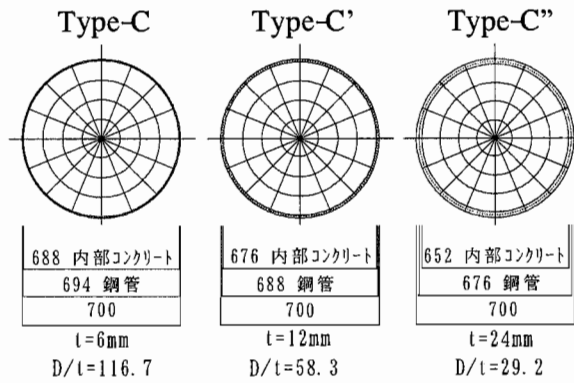 Type-C Type-C' Type-C"
688 内部コンクリート 676 内部コンクリート 652 内部コンクリート
694 鋼管 688 鋼管 676 鋼管
700 700 700
t=6mm t=12mm t=24mm
D/t=116.7 D/t=58.3 D/t=29.2